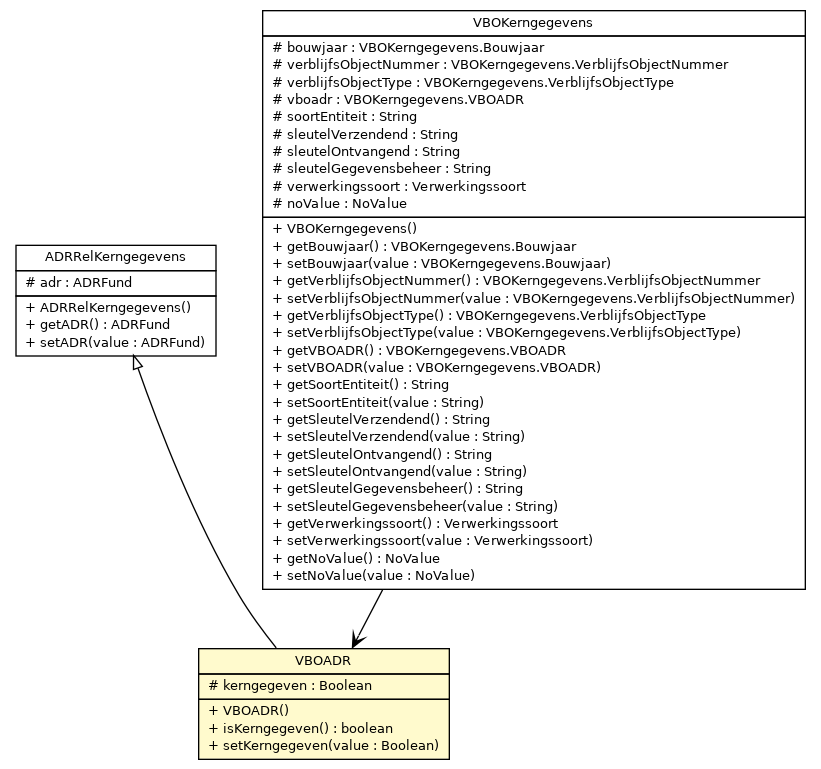 VBOKerngegevens
# bouwjaar : VBOKerngegevens.Bouwjaar
# verblijfsObjectNummer : VBOKerngegevens.VerblijfsObjectNummer
# verblijfsObjectType : VBOKerngegevens.VerblijfsObjectType
# vboadr : VBOKerngegevens.VBOADR
# soortEntiteit : String
# sleutelVerzendend : String
# sleutelOntvangend : String
# sleutelGegevensbeheer : String
# verwerkingssoort : Verwerkingssoort
# noValue : NoValue
+ VBOKerngegevens()
+ getBouwjaar() : VBOKerngegevens.Bouwjaar
+ setBouwjaar(value : VBOKerngegevens.Bouwjaar)
+ getVerblijfsObjectNummer() : VBOKerngegevens.VerblijfsObjectNummer
+ setVerblijfsObjectNummer(value : VBOKerngegevens.VerblijfsObjectNummer)
+ getVerblijfsObjectType() : VBOKerngegevens.VerblijfsObjectType
+ setVerblijfsObjectType(value : VBOKerngegevens.VerblijfsObjectType)
+ getVBOADR() : VBOKerngegevens.VBOADR
+ setVBOADR(value : VBOKerngegevens.VBOADR)
+ getSoortEntiteit() : String
+ setSoortEntiteit(value : String)
+ getSleutelVerzendend() : String
+ setSleutelVerzendend(value : String)
+ getSleutelOntvangend() : String
+ setSleutelOntvangend(value : String)
+ getSleutelGegevensbeheer() : String
+ setSleutelGegevensbeheer(value : String)
+ getVerwerkingssoort() : Verwerkingssoort
+ setVerwerkingssoort(value : Verwerkingssoort)
+ getNoValue() : NoValue
+ setNoValue(value : NoValue)
ADRRelKerngegevens
# adr : ADRFund
+ ADRRelKerngegevens()
+ getADR() : ADRFund
+ setADR(value : ADRFund)
VBOADR
# kerngegeven : Boolean
+ VBOADR()
+ isKerngegeven() : boolean
+ setKerngegeven(value : Boolean)